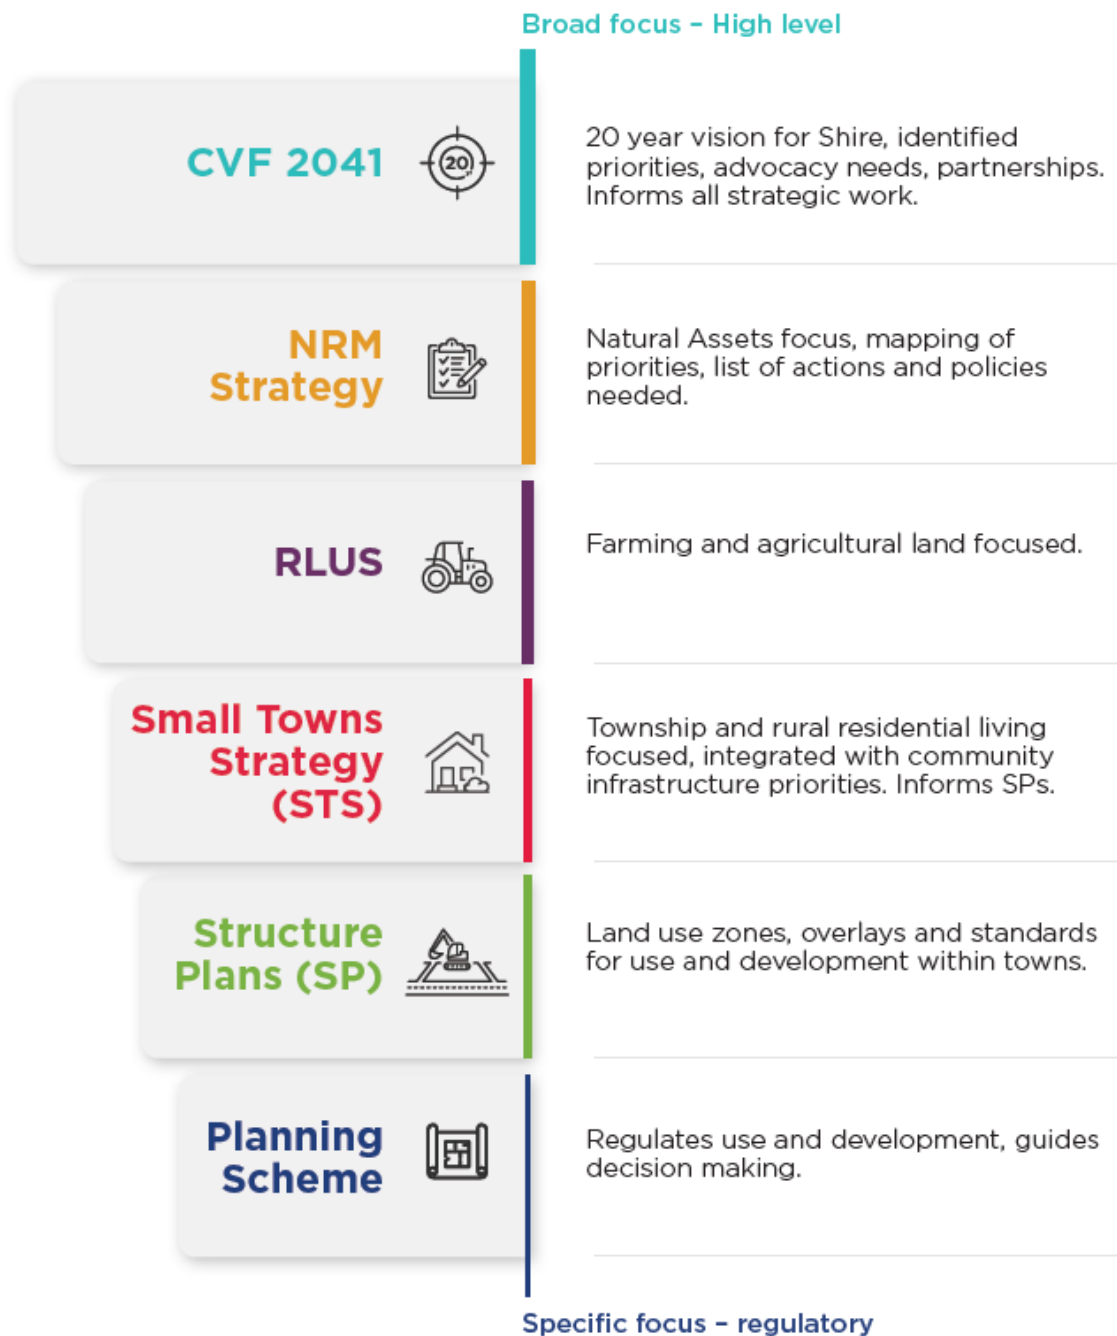 Broad focus – High level
CVF 2041
20
20 year vision for Shire, identified
priorities, advocacy needs, partnerships.
Informs all strategic work.
NRM
Strategy
Natural Assets focus, mapping of
priorities, list of actions and policies
needed.
RLUS
Farming and agricultural land focused.
Small Towns
Strategy
(STS)
Township and rural residential living
focused, integrated with community
infrastructure priorities. Informs SPs.
Structure
Plans (SP)
Land use zones, overlays and standards
for use and development within towns.
Planning
Scheme
Regulates use and development, guides
decision making.
Specific focus – regulatory